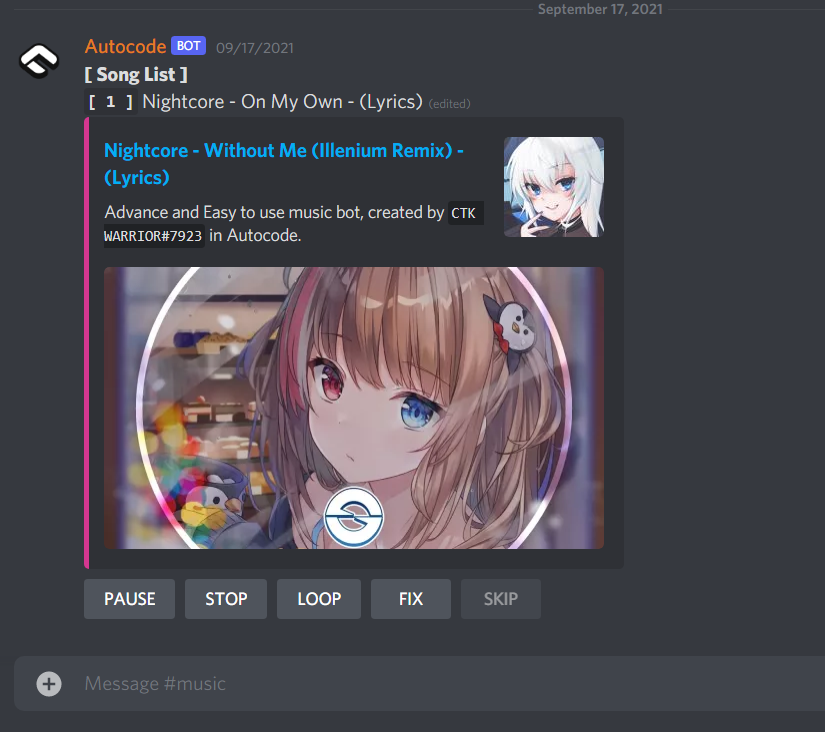 September 17, 2021
Autocode BOT 09/17/2021
[ Song List ]
[ 1 ] Nightcore - On My Own - (Lyrics) (edited)
Nightcore - Without Me (Illenium Remix) -
(Lyrics)
Advance and Easy to use music bot, created by CTK
WARRIOR#7923 in Autocode.
PAUSE STOP LOOP FIX SKIP
Message #music